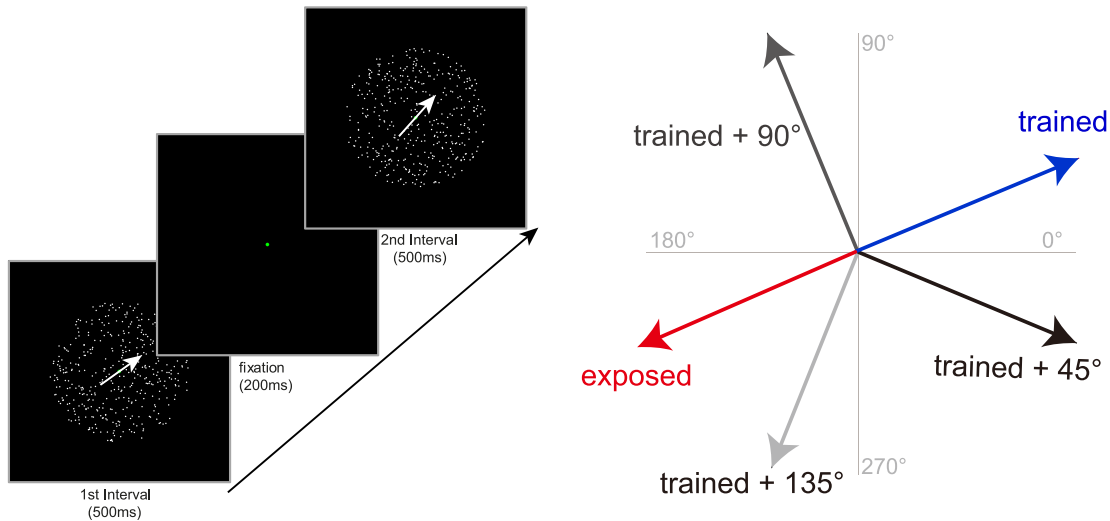 1st Interval
(500ms)
fixation
(200ms)
2nd Interval
(500ms)
90°
trained + 90°
trained
180°
0°
exposed
trained + 45°
270°
trained + 135°